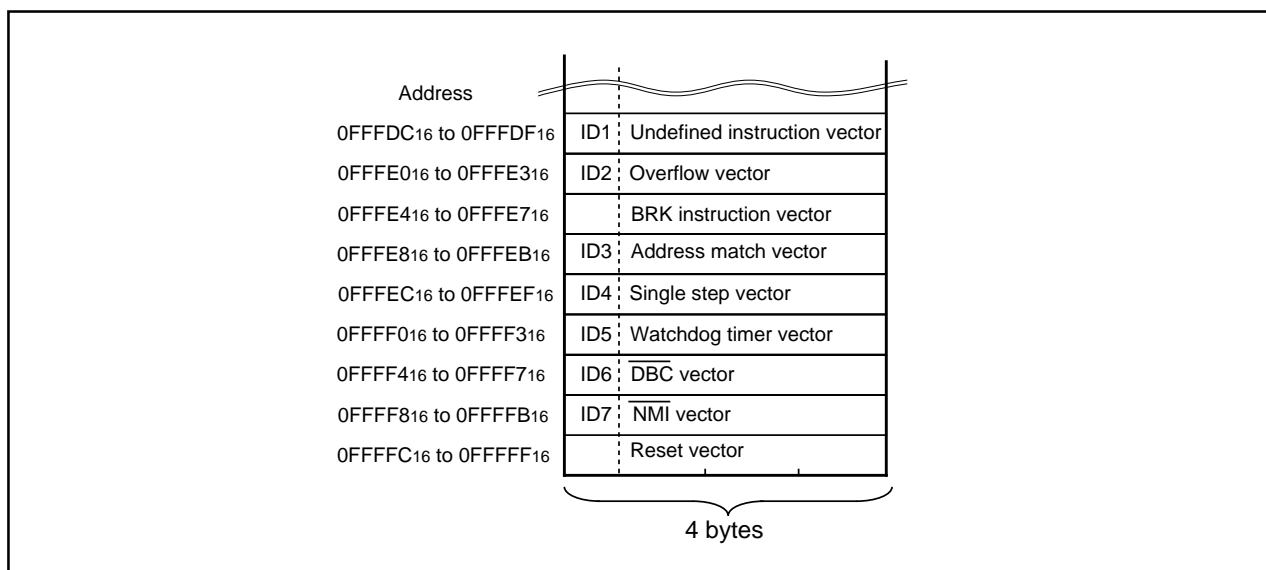 Address
0FFFDC16 to 0FFFDF16 ID1 Undefined instruction vector
0FFFE016 to 0FFFE316 ID2 Overflow vector
0FFFE416 to 0FFFE716 BRK instruction vector
0FFFE816 to 0FFFEB16 ID3 Address match vector
0FFFEC16 to 0FFFEF16 ID4 Single step vector
0FFFF016 to 0FFFF316 ID5 Watchdog timer vector
0FFFF416 to 0FFFF716 ID6 D̅B̅C̅ vector
0FFFF816 to 0FFFFB16 ID7 N̅M̅I̅ vector
0FFFFC16 to 0FFFFF16 Reset vector
4 bytes